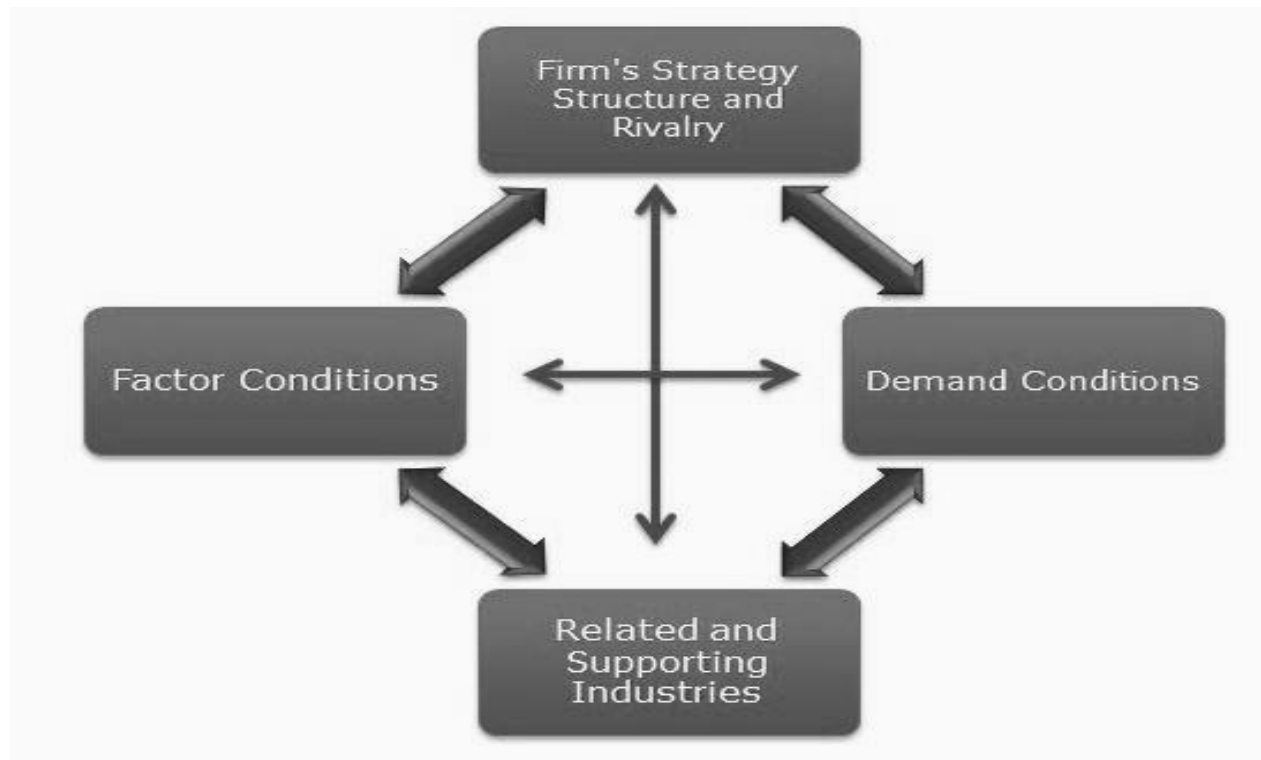 Firm's Strategy
Structure and
Rivalry
Factor Conditions
Demand Conditions
Related and
Supporting
Industries